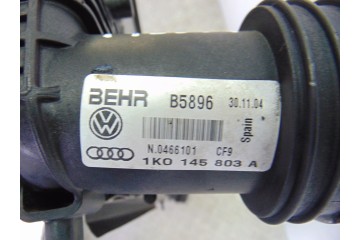 BEHR B5896 30.11.04
Spain
N.0466101 CF9
1K0 145 803 A